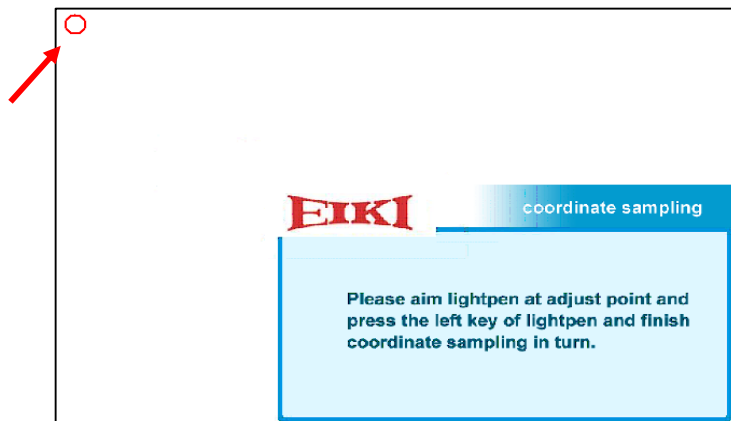 EIKI
coordinate sampling
Please aim lightpen at adjust point and
press the left key of lightpen and finish
coordinate sampling in turn.